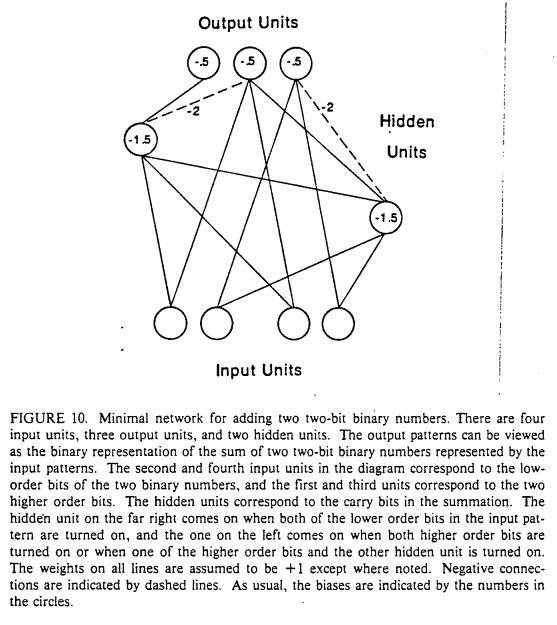 Output Units
-.5 -.5 -.5
-2 -2
Hidden
-1.5
Units
-1.5
Input Units
FIGURE 10. Minimal network for adding two two-bit binary numbers. There are four
input units, three output units, and two hidden units. The output patterns can be viewed
as the binary representation of the sum of two two-bit binary numbers represented by the
input patterns. The second and fourth input units in the diagram correspond to the low-
order bits of the two binary numbers, and the first and third units correspond to the two
higher order bits. The hidden units correspond to the carry bits in the summation. The
hidden unit on the far right comes on when both of the lower order bits in the input pat-
tern are turned on, and the one on the left comes on when both higher order bits are
turned on or when one of the higher order bits and the other hidden unit is turned on.
The weights on all lines are assumed to be +1 except where noted. Negative connec-
tions are indicated by dashed lines. As usual, the biases are indicated by the numbers in
the circles.